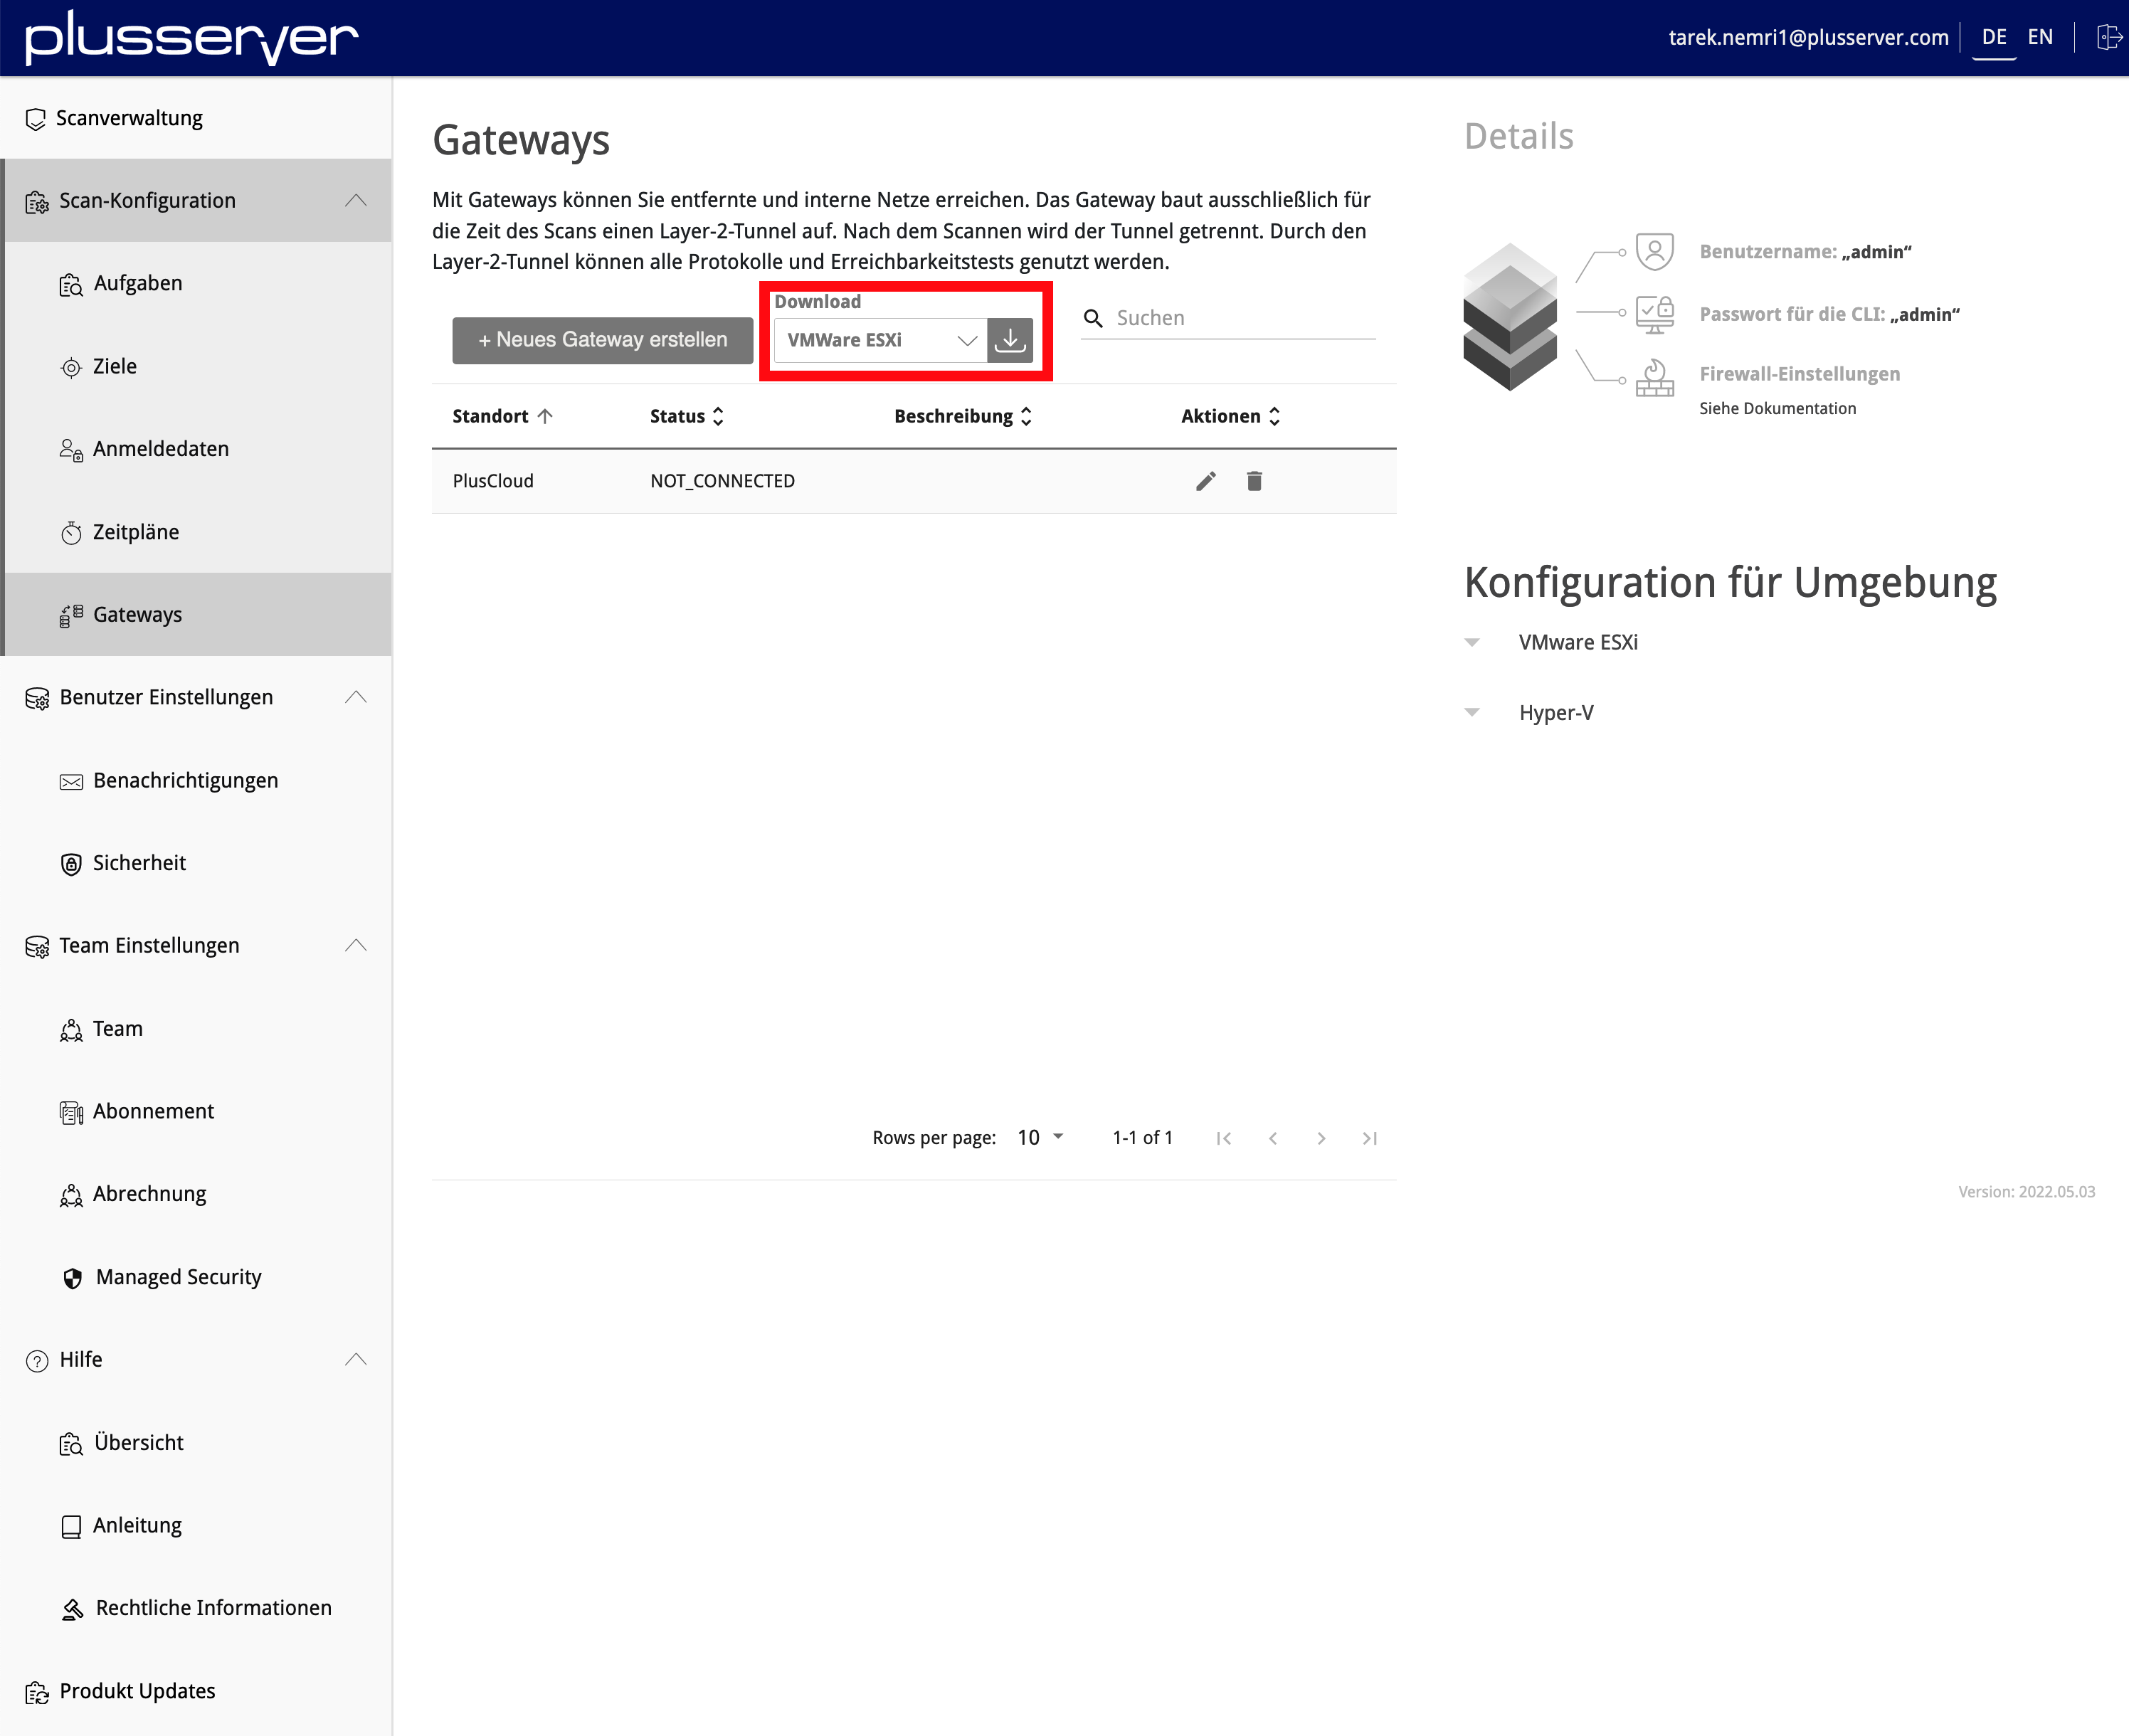 plusserver
tarek.nemri1@plusserver.com
DE EN
Scanverwaltung
Scan-Konfiguration
Aufgaben
Ziele
Anmeldedaten
Zeitpläne
Gateways
Benutzer Einstellungen
Benachrichtigungen
Sicherheit
Team Einstellungen
Team
Abonnement
Abrechnung
Managed Security
Hilfe
Übersicht
Anleitung
Rechtliche Informationen
Produkt Updates
Gateways
Mit Gateways können Sie entfernte und interne Netze erreichen. Das Gateway baut ausschließlich für
die Zeit des Scans einen Layer-2-Tunnel auf. Nach dem Scannen wird der Tunnel getrennt. Durch den
Layer-2-Tunnel können alle Protokolle und Erreichbarkeitstests genutzt werden.
+ Neues Gateway erstellen
Download
VMWare ESXi
Suchen
Standort Status Beschreibung Aktionen
PlusCloud NOT_CONNECTED
Rows per page: 10 1-1 of 1
Details
Benutzername: „admin“
Passwort für die CLI: „admin“
Firewall-Einstellungen
Siehe Dokumentation
Konfiguration für Umgebung
VMware ESXi
Hyper-V
Version: 2022.05.03